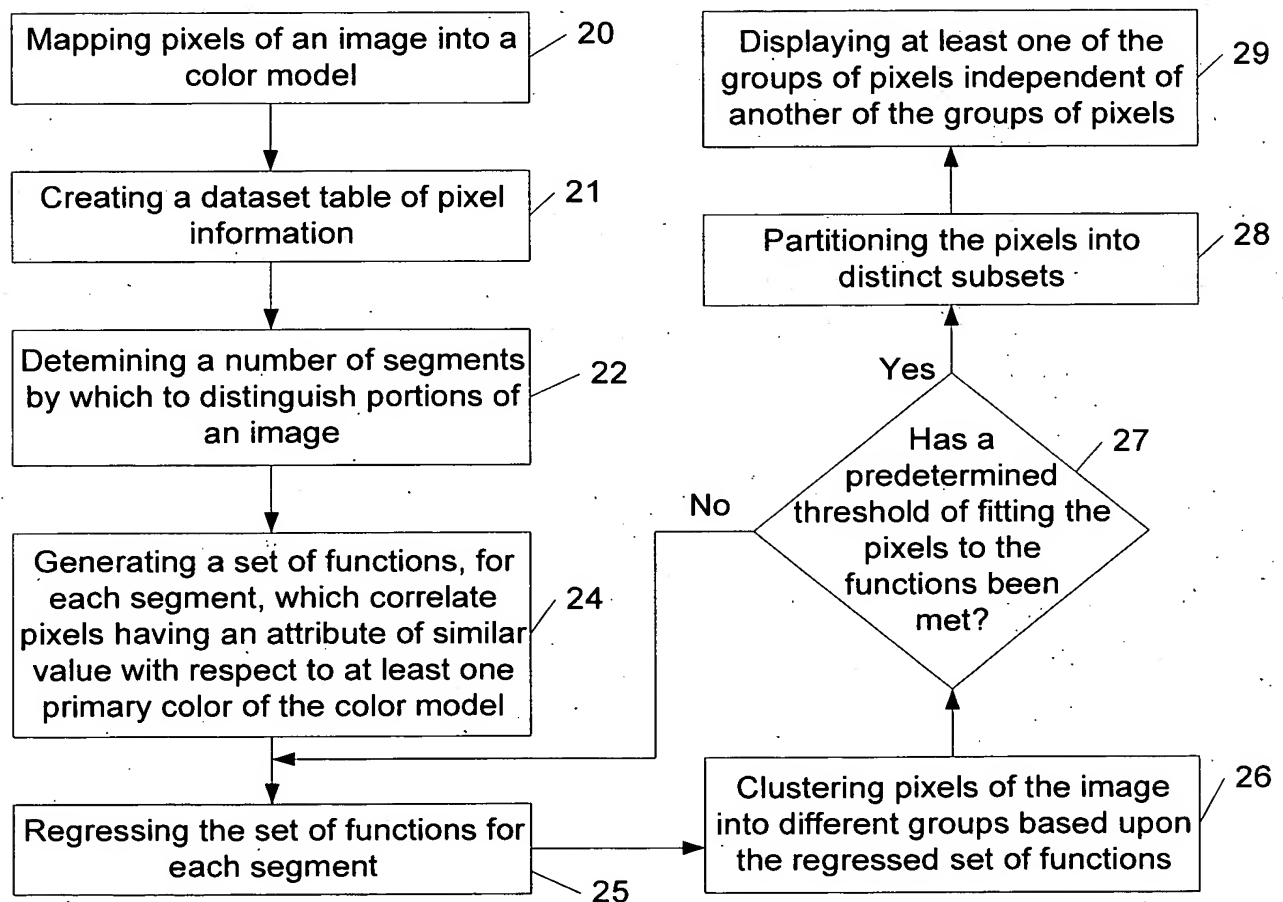 Mapping pixels of an image into a
color model
20
Creating a dataset table of pixel
information
21
Detemining a number of segments
by which to distinguish portions of
an image
22
Generating a set of functions, for
each segment, which correlate
pixels having an attribute of similar
value with respect to at least one
primary color of the color model
24
Regressing the set of functions for
each segment
25
Clustering pixels of the image
into different groups based upon
the regressed set of functions
26
Has a
predetermined
threshold of fitting the
pixels to the
functions been
met?
27
No
Yes
Partitioning the pixels into
distinct subsets
28
Displaying at least one of the
groups of pixels independent of
another of the groups of pixels
29